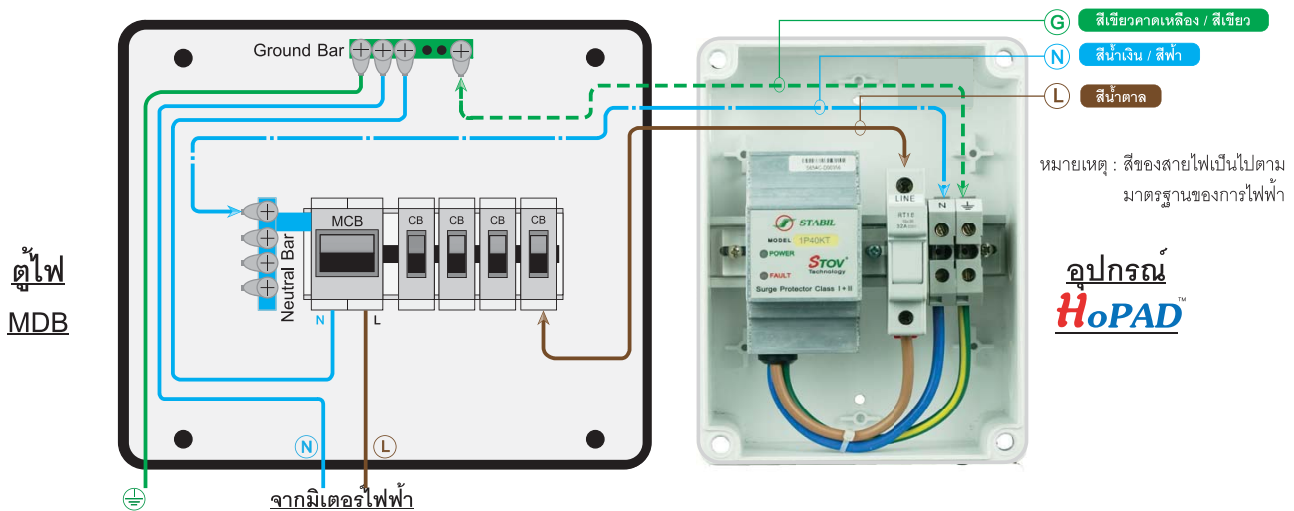 Ground Bar
G สีเขียวคาดเหลือง / สีเขียว
N สีน้ำเงิน / สีฟ้า
L สีน้ำตาล
หมายเหตุ : สีของสายไฟเป็นไปตาม
มาตรฐานของการไฟฟ้า
ตู้ไฟ
MDB
Neutral Bar
MCB
CB
CB
CB
CB
N
L
N
L
จากมิเตอร์ไฟฟ้า
STABIL
MODEL 1P40KT
POWER
STOV
Technology
FAULT
Surge Protector Class I + II
LINE
RT18
32A
N
อุปกรณ์
HoPAD™